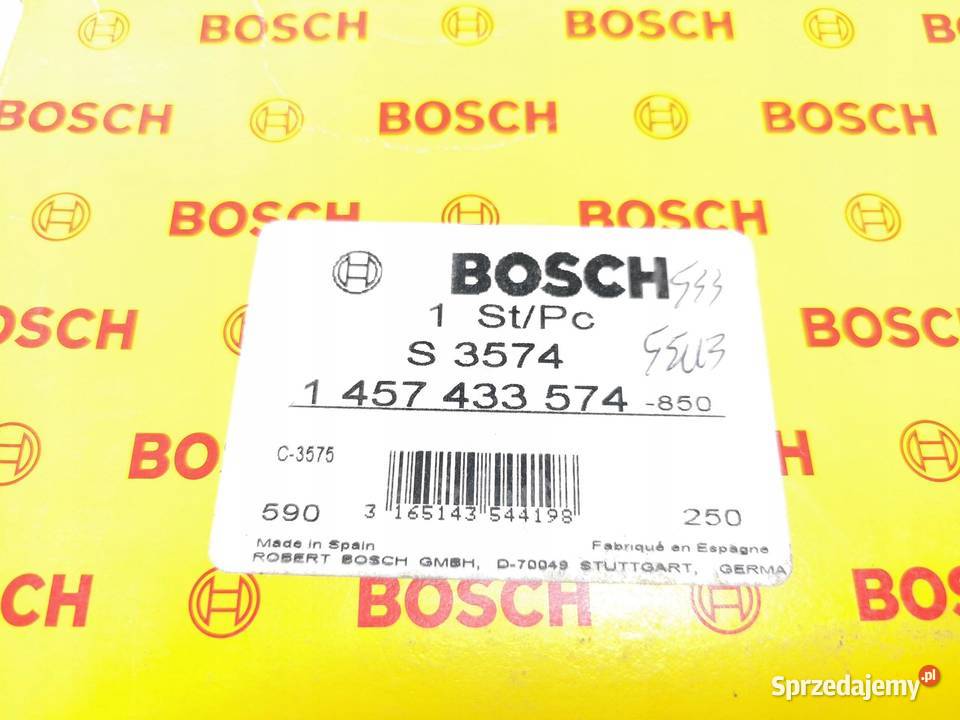 BOSCH BOSCH BOSCH
BOSCH BOSCH BOSCH
BOSCH BOSCH
BOSCH
1 St/Pc
S 3574
1 457 433 574 -850
C-3575
590 3 165143 544198 250
Made in Spain Fabriqué en Espagne
ROBERT BOSCH GMBH, D-70049 STUTTGART, GERMA
BOSCH BOSCH
BOSCH
Sprzedajemy.pl